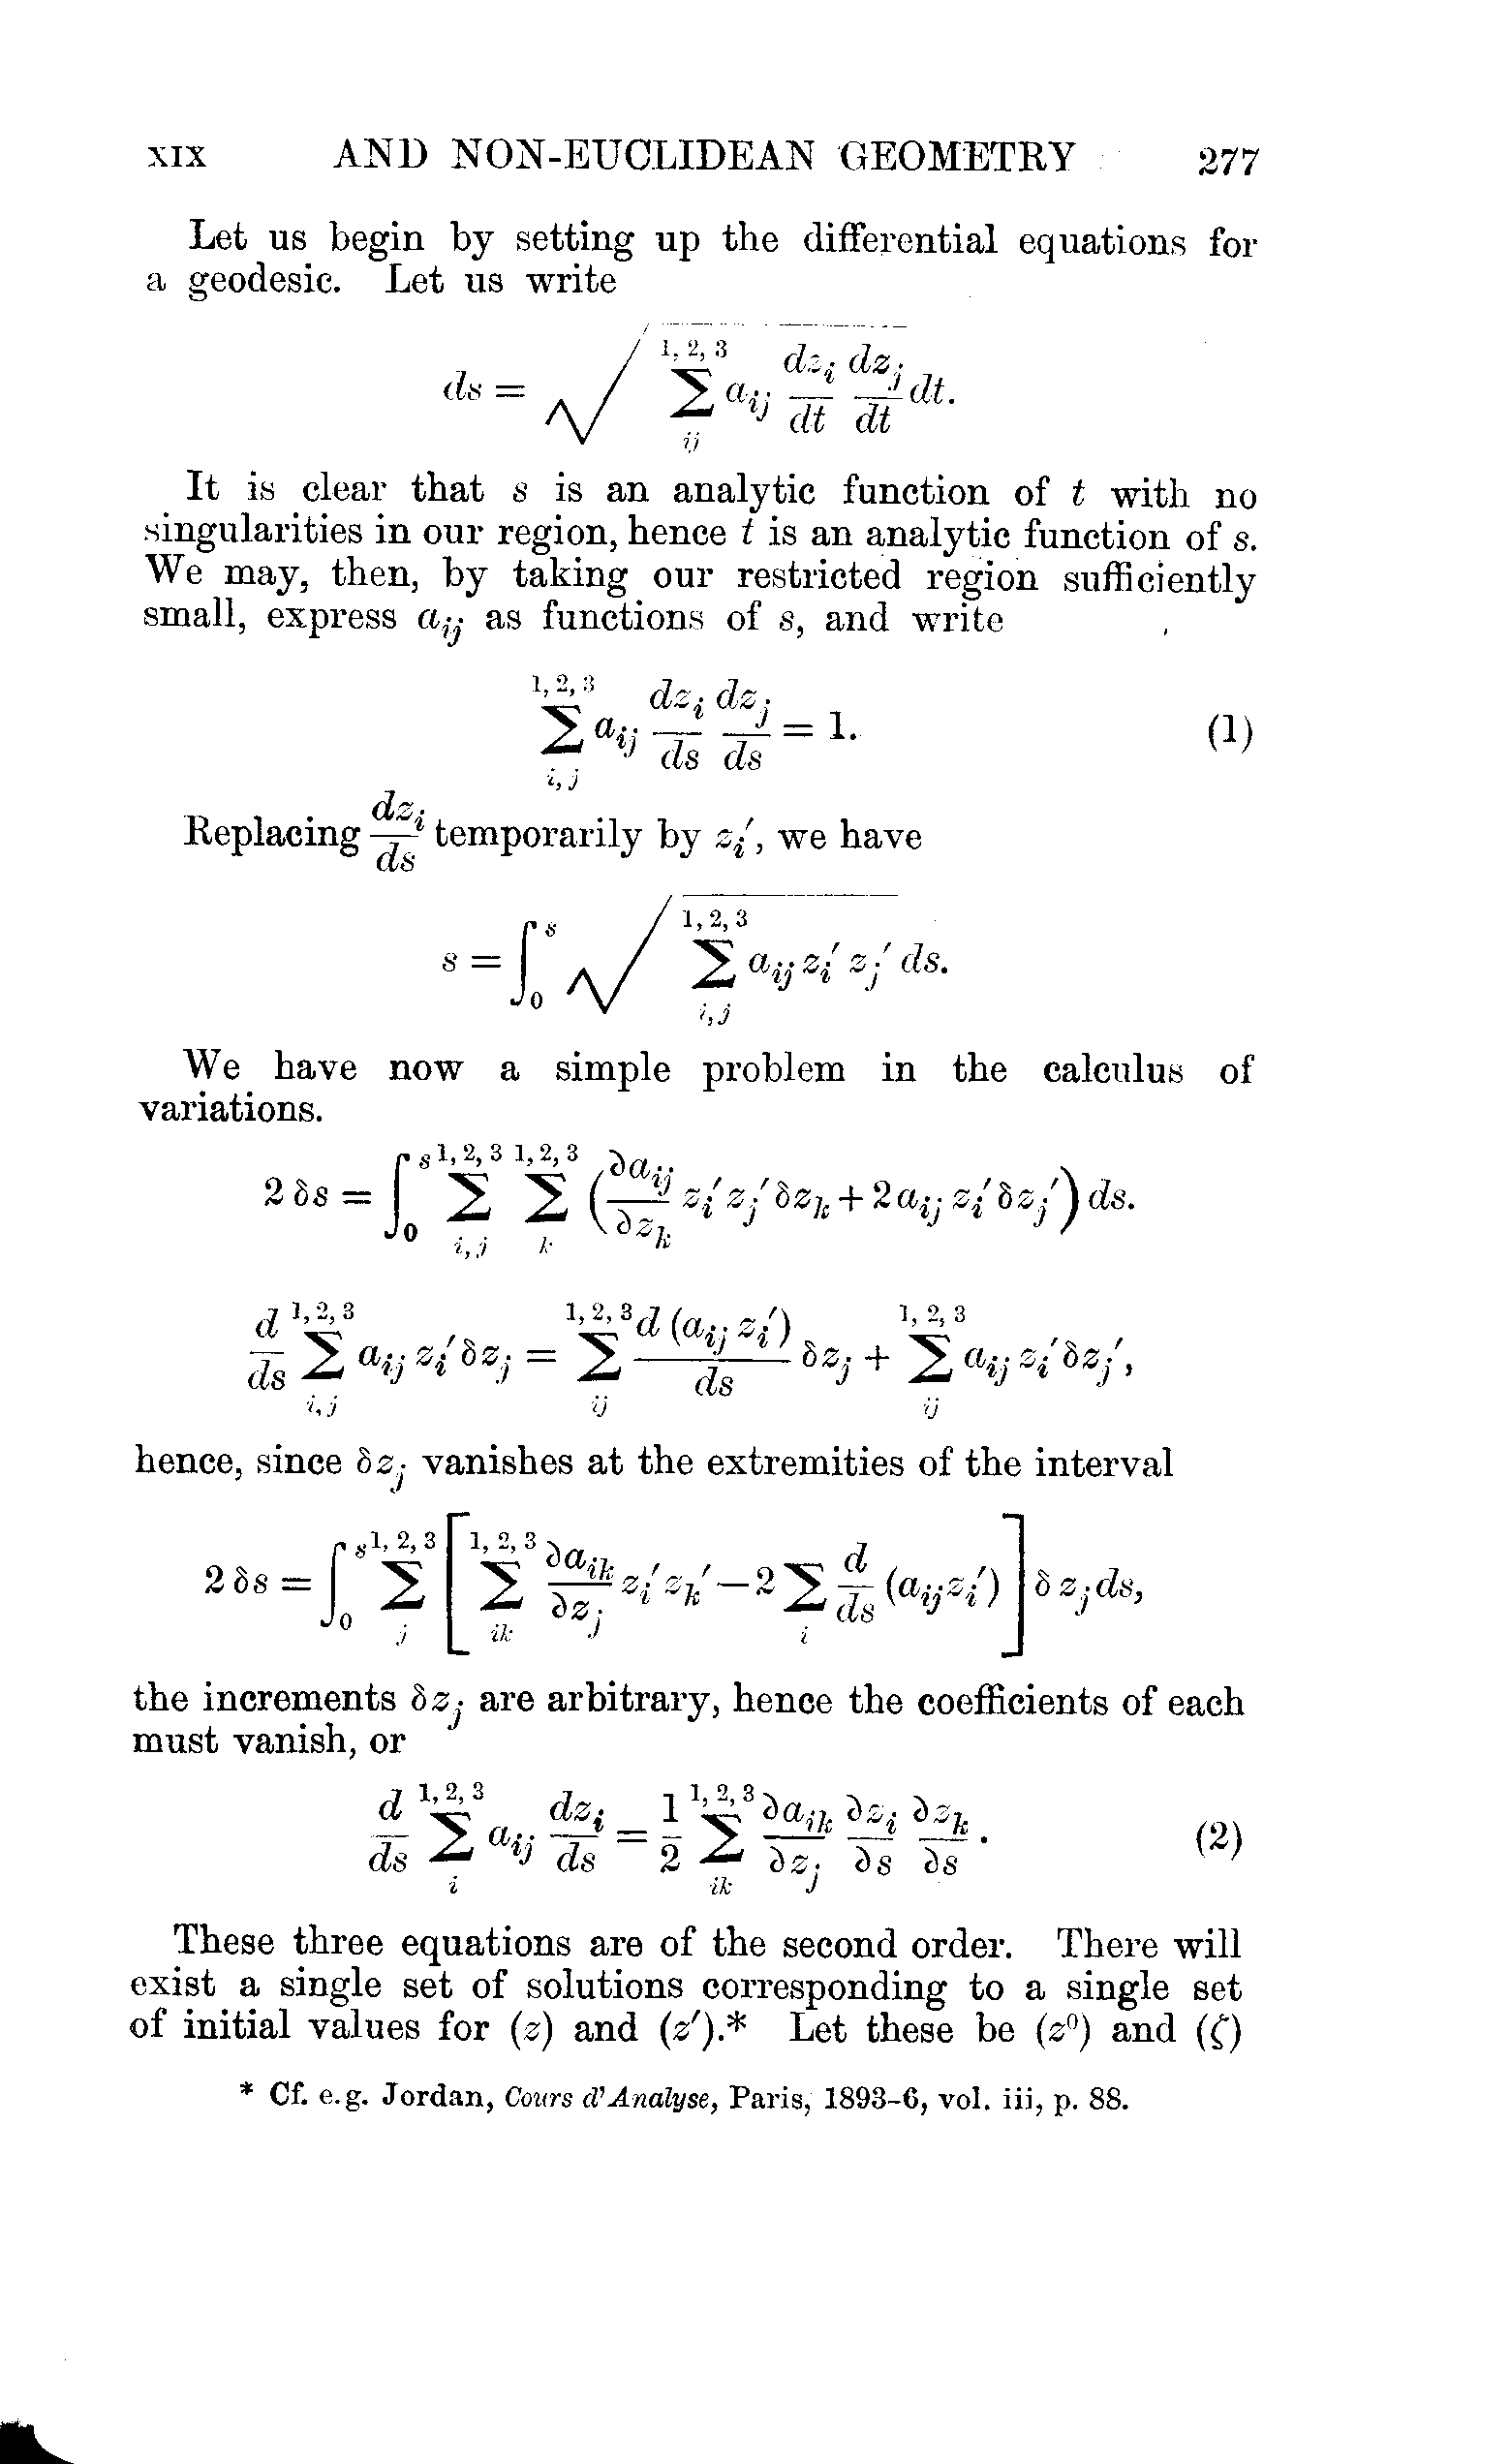 XIX AND NON-EUCLIDEAN GEOMETRY 277
Let us begin by setting up the differential equations for
a geodesic. Let us write
$ds = \sqrt{\sum_{ij}^{1,2,3} a_{ij} \frac{dz_i}{dt} \frac{dz_j}{dt}} dt.$
It is clear that s is an analytic function of t with no
singularities in our region, hence t is an analytic function of s.
We may, then, by taking our restricted region sufficiently
small, express $a_{ij}$ as functions of s, and write
$\sum_{i,j}^{1,2,3} a_{ij} \frac{dz_i}{ds} \frac{dz_j}{ds} = 1.$ (1)
Replacing $\frac{dz_i}{ds}$ temporarily by $z_i'$, we have
$s = \int_0^s \sqrt{\sum_{i,j}^{1,2,3} a_{ij} z_i' z_j'} ds.$
We have now a simple problem in the calculus of
variations.
$2 \delta s = \int_0^s \sum_{i,j}^{1,2,3} \sum_k^{1,2,3} \left( \frac{\partial a_{ij}}{\partial z_k} z_i' z_j' \delta z_k + 2 a_{ij} z_i' \delta z_j' \right) ds.$
$\frac{d}{ds} \sum_{i,j}^{1,2,3} a_{ij} z_i' \delta z_j = \sum_{ij}^{1,2,3} \frac{d (a_{ij} z_i')}{ds} \delta z_j + \sum_{ij}^{1,2,3} a_{ij} z_i' \delta z_j',$
hence, since $\delta z_j$ vanishes at the extremities of the interval
$2 \delta s = \int_0^s \sum_j^{1,2,3} \left[ \sum_{ik}^{1,2,3} \frac{\partial a_{ik}}{\partial z_j} z_i' z_k' - 2 \sum_i \frac{d}{ds} (a_{ij} z_i') \right] \delta z_j ds,$
the increments $\delta z_j$ are arbitrary, hence the coefficients of each
must vanish, or
$\frac{d}{ds} \sum_i^{1,2,3} a_{ij} \frac{dz_i}{ds} = \frac{1}{2} \sum_{ik}^{1,2,3} \frac{\partial a_{ik}}{\partial z_j} \frac{\partial z_i}{\partial s} \frac{\partial z_k}{\partial s}.$ (2)
These three equations are of the second order. There will
exist a single set of solutions corresponding to a single set
of initial values for (z) and (z′).* Let these be (z⁰) and (ζ)
* Cf. e.g. Jordan, Cours d'Analyse, Paris, 1893-6, vol. iii, p. 88.